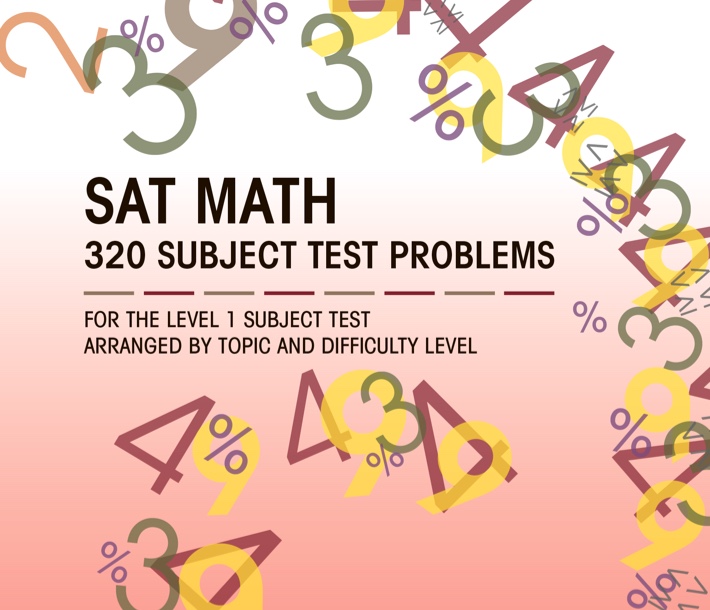 SAT MATH
320 SUBJECT TEST PROBLEMS
FOR THE LEVEL 1 SUBJECT TEST
ARRANGED BY TOPIC AND DIFFICULTY LEVEL